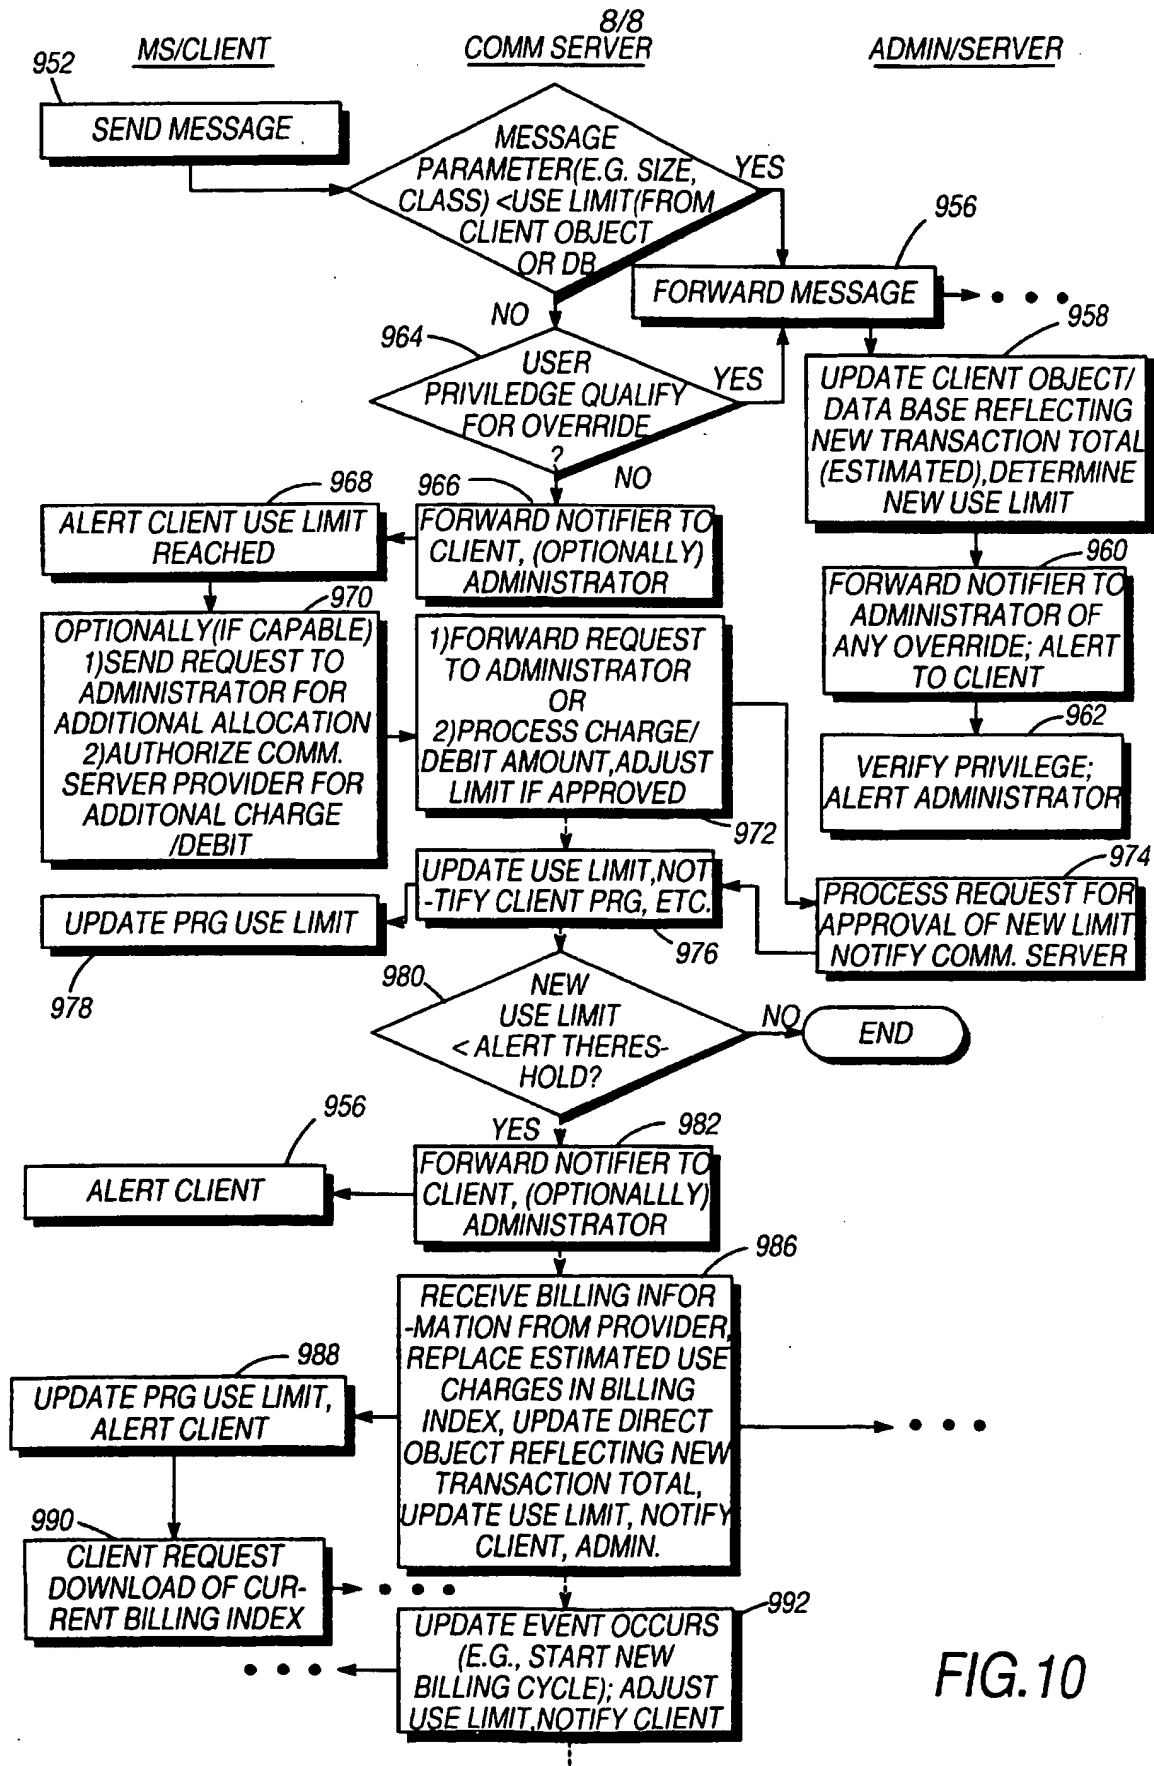 8/8
MS/CLIENT
COMM SERVER
ADMIN/SERVER
952
SEND MESSAGE
MESSAGE
PARAMETER(E.G. SIZE,
CLASS) <USE LIMIT(FROM
CLIENT OBJECT
OR DB
YES
956
FORWARD MESSAGE
NO
964
USER
PRIVILEDGE QUALIFY
FOR OVERRIDE
?
YES
NO
958
UPDATE CLIENT OBJECT/
DATA BASE REFLECTING
NEW TRANSACTION TOTAL
(ESTIMATED),DETERMINE
NEW USE LIMIT
968
ALERT CLIENT USE LIMIT
REACHED
966
FORWARD NOTIFIER TO
CLIENT, (OPTIONALLY)
ADMINISTRATOR
960
FORWARD NOTIFIER TO
ADMINISTRATOR OF
ANY OVERRIDE; ALERT
TO CLIENT
970
OPTIONALLY(IF CAPABLE)
1)SEND REQUEST TO
ADMINISTRATOR FOR
ADDITIONAL ALLOCATION
2)AUTHORIZE COMM.
SERVER PROVIDER FOR
ADDITONAL CHARGE
/DEBIT
1)FORWARD REQUEST
TO ADMINISTRATOR
OR
2)PROCESS CHARGE/
DEBIT AMOUNT,ADJUST
LIMIT IF APPROVED
972
962
VERIFY PRIVILEGE;
ALERT ADMINISTRATOR
974
PROCESS REQUEST FOR
APPROVAL OF NEW LIMIT
NOTIFY COMM. SERVER
UPDATE USE LIMIT,NOT
-TIFY CLIENT PRG, ETC.
976
UPDATE PRG USE LIMIT
978
980
NEW
USE LIMIT
< ALERT THERES-
HOLD?
NO
END
YES
982
FORWARD NOTIFIER TO
CLIENT, (OPTIONALLLY)
ADMINISTRATOR
956
ALERT CLIENT
986
RECEIVE BILLING INFOR
-MATION FROM PROVIDER,
REPLACE ESTIMATED USE
CHARGES IN BILLING
INDEX, UPDATE DIRECT
OBJECT REFLECTING NEW
TRANSACTION TOTAL,
UPDATE USE LIMIT, NOTIFY
CLIENT, ADMIN.
988
UPDATE PRG USE LIMIT,
ALERT CLIENT
990
CLIENT REQUEST
DOWNLOAD OF CUR-
RENT BILLING INDEX
992
UPDATE EVENT OCCURS
(E.G., START NEW
BILLING CYCLE); ADJUST
USE LIMIT,NOTIFY CLIENT
FIG.10